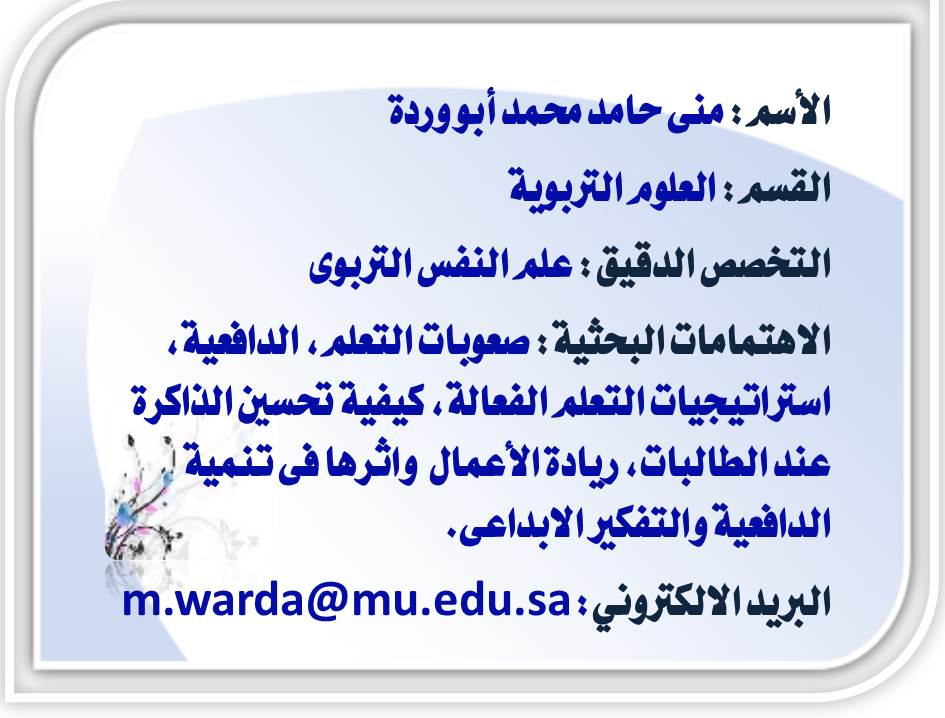 الأسم : منى حامد محمد أبو وردة
القسم : العلوم التربوية
التخصص الدقيق : علم النفس التربوى
الاهتمامات البحثية : صعوبات التعلم ، الدافعية ،
استراتيجيات التعلم الفعالة ، كيفية تحسين الذاكرة
عند الطالبات ، ريادة الأعمال واثرها فى تنمية
الدافعية والتفكير الابداعى .
البريد الالكتروني : m.warda@mu.edu.sa